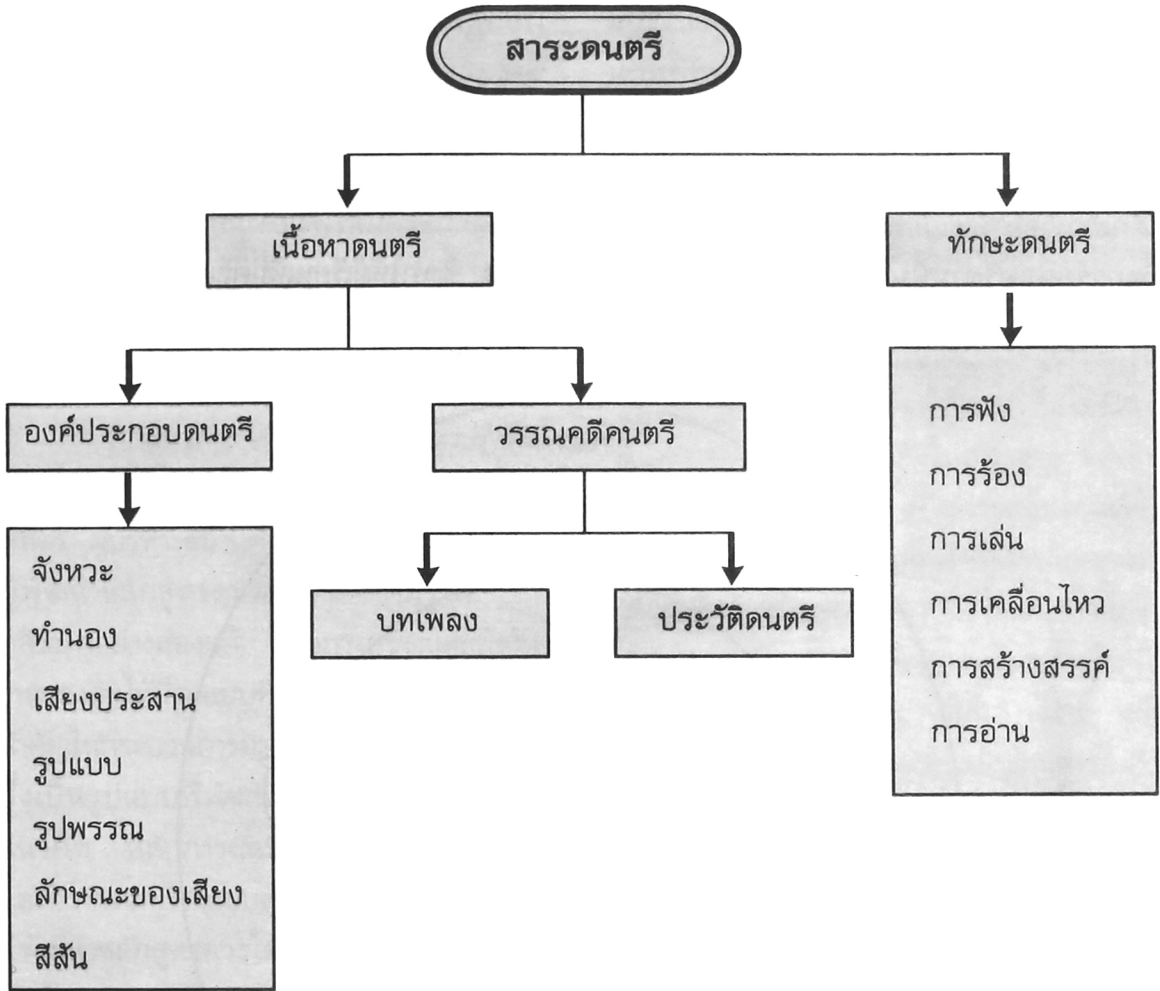 สาระดนตรี
เนื้อหาดนตรี
ทักษะดนตรี
องค์ประกอบดนตรี
วรรณคดีคนตรี
จังหวะ
ทำนอง
เสียงประสาน
รูปแบบ
รูปพรรณ
ลักษณะของเสียง
สีสัน
บทเพลง
ประวัติดนตรี
การฟัง
การร้อง
การเล่น
การเคลื่อนไหว
การสร้างสรรค์
การอ่าน